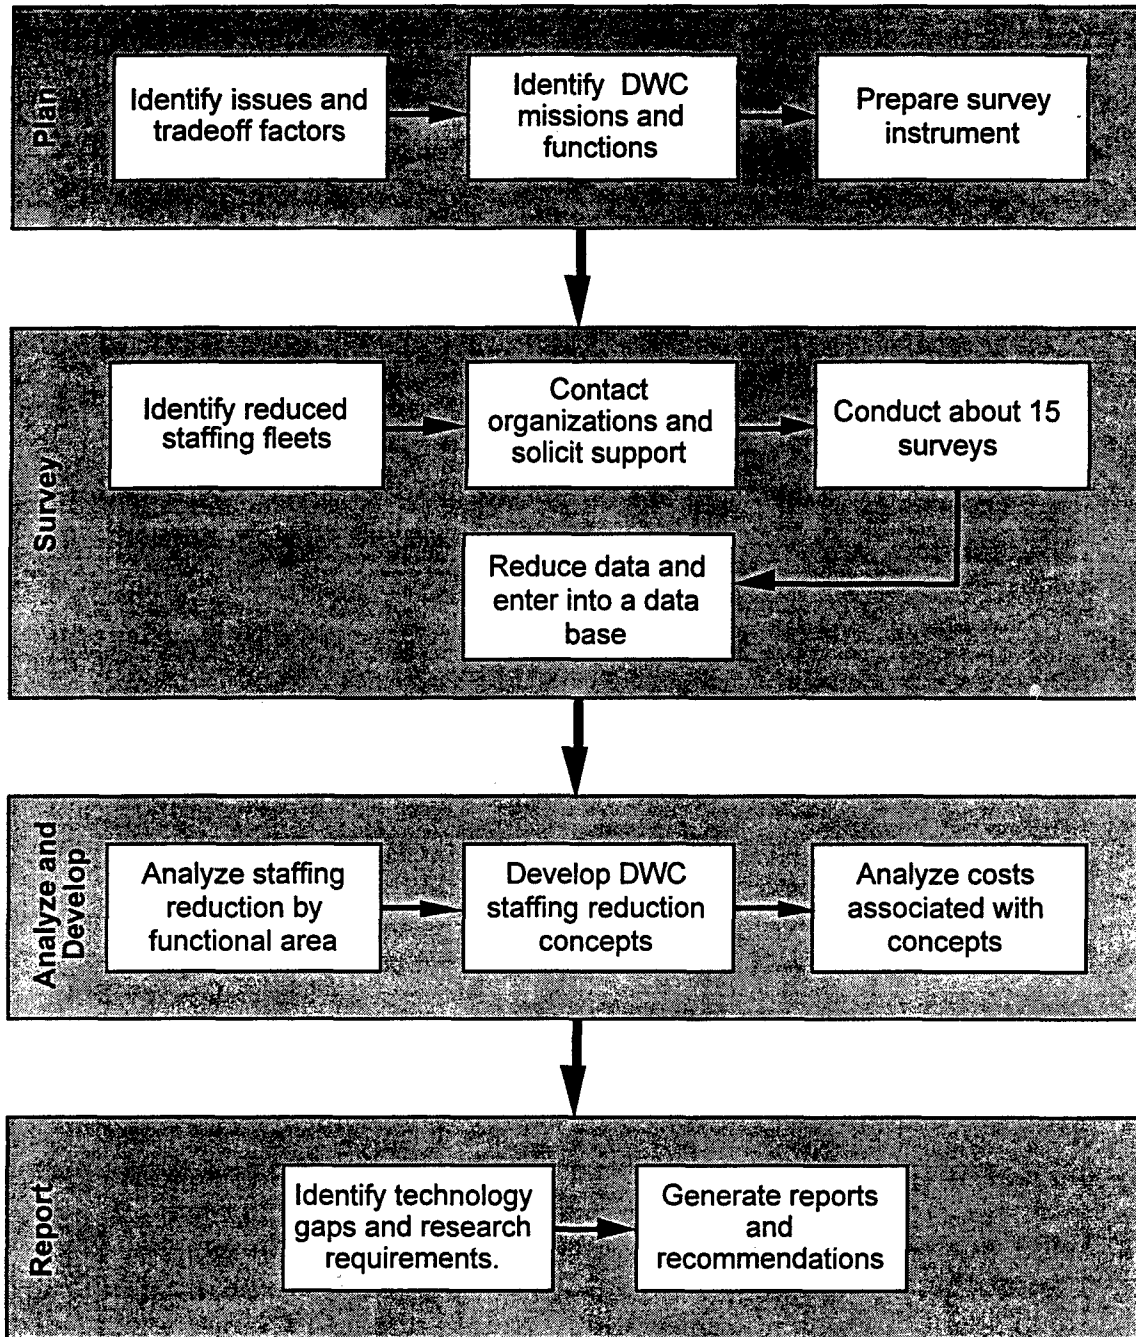 Plan
Identify issues and
tradeoff factors
Identify DWC
missions and
functions
Prepare survey
instrument
Survey
Identify reduced
staffing fleets
Contact
organizations and
solicit support
Conduct about 15
surveys
Reduce data and
enter into a data
base
Analyze and
Develop
Analyze staffing
reduction by
functional area
Develop DWC
staffing reduction
concepts
Analyze costs
associated with
concepts
Report
Identify technology
gaps and research
requirements.
Generate reports
and
recommendations